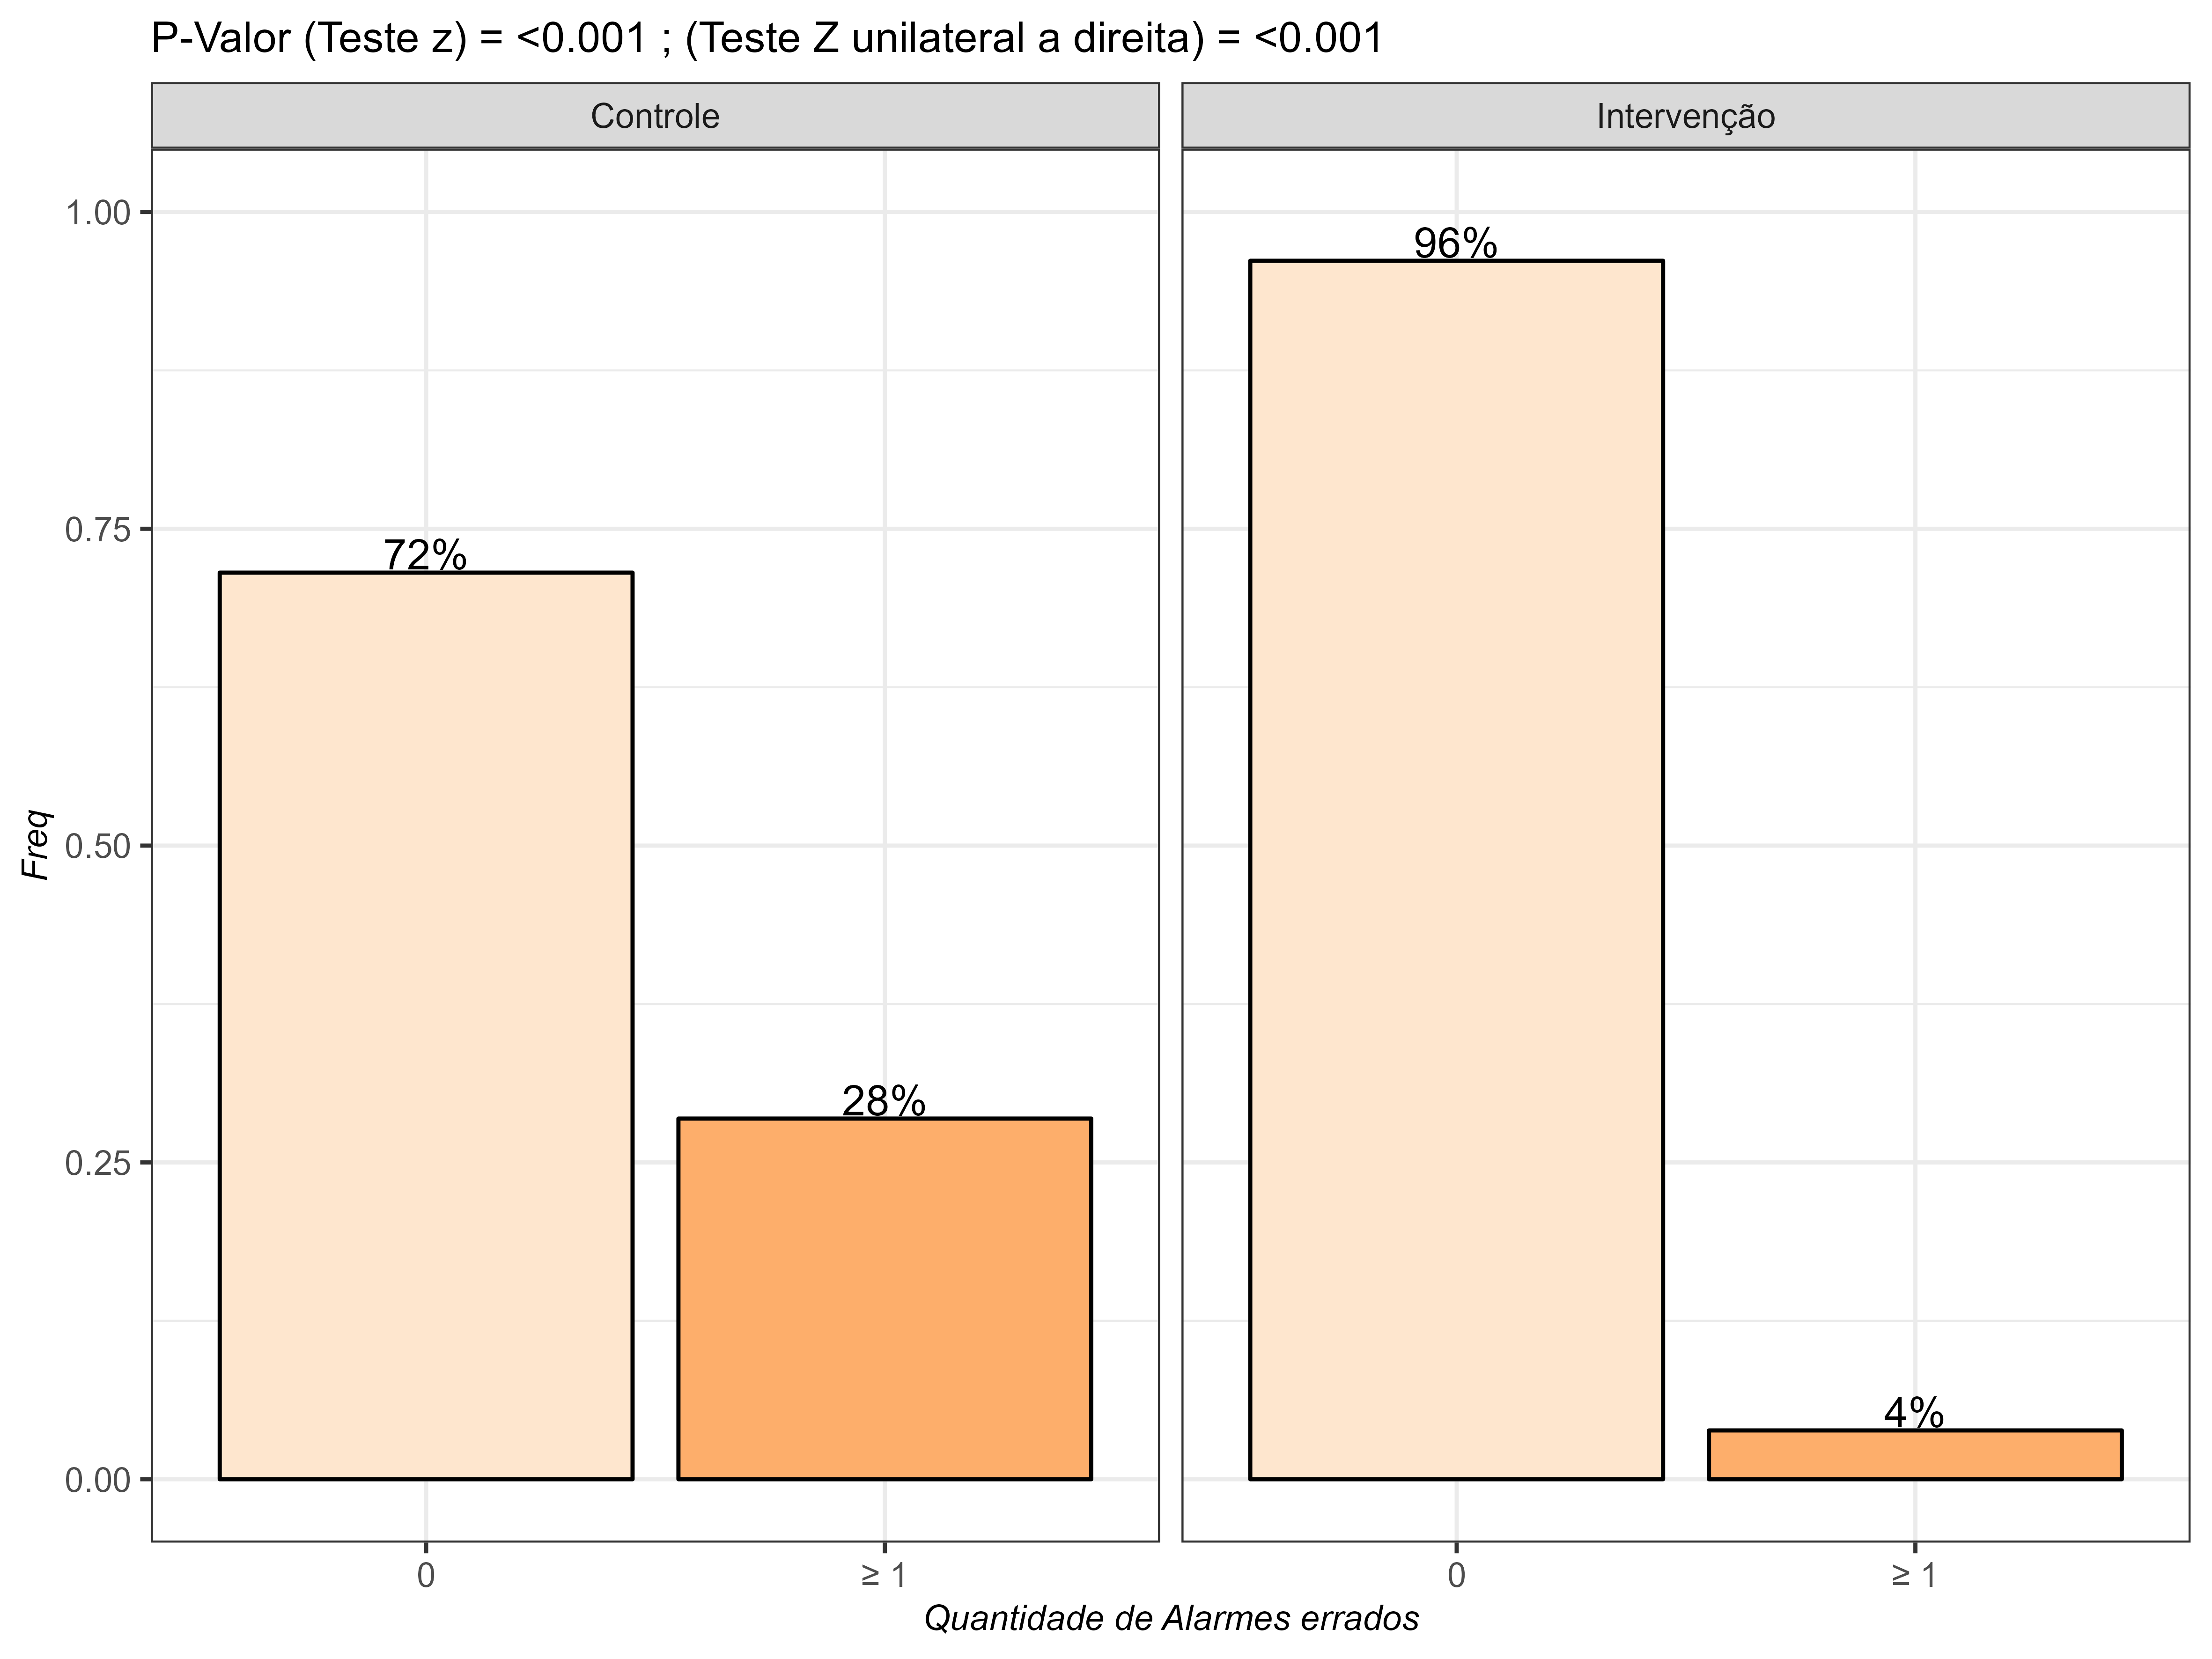 P-Valor (Teste z) = <0.001 ; (Teste Z unilateral a direita) = <0.001
Controle
Intervenção
1.00
0.75
0.50
0.25
0.00
Freq
72%
28%
96%
4%
0
≥ 1
0
≥ 1
Quantidade de Alarmes errados